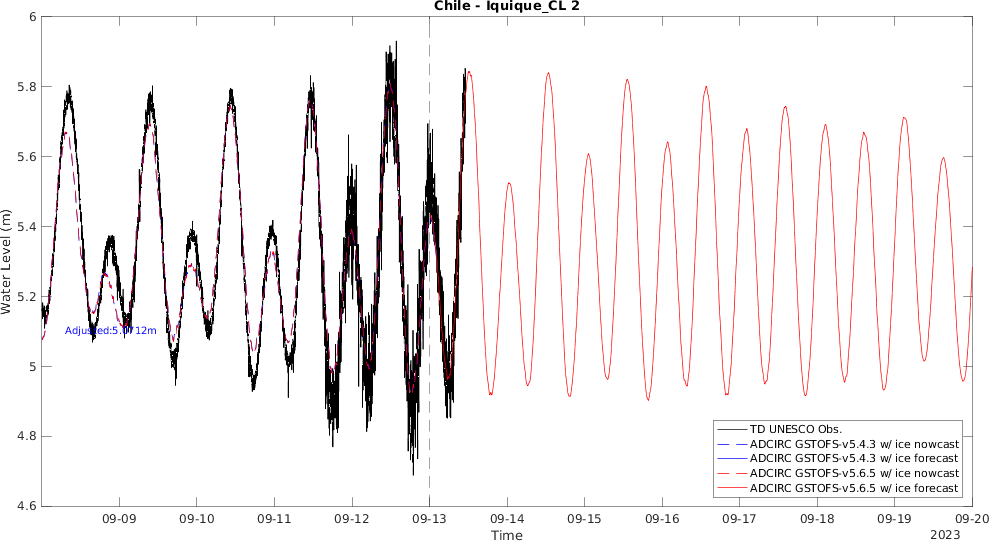 Chile - Iquique_CL 2
6
5.8
5.6
5.4
5.2
5
4.8
4.6
Water Level (m)
Adjusted:5.0712m
TD UNESCO Obs.
ADCIRC GSTOFS-v5.4.3 w/ ice nowcast
ADCIRC GSTOFS-v5.4.3 w/ ice forecast
ADCIRC GSTOFS-v5.6.5 w/ ice nowcast
ADCIRC GSTOFS-v5.6.5 w/ ice forecast
09-09 09-10 09-11 09-12 09-13 09-14 09-15 09-16 09-17 09-18 09-19 09-20
Time
2023